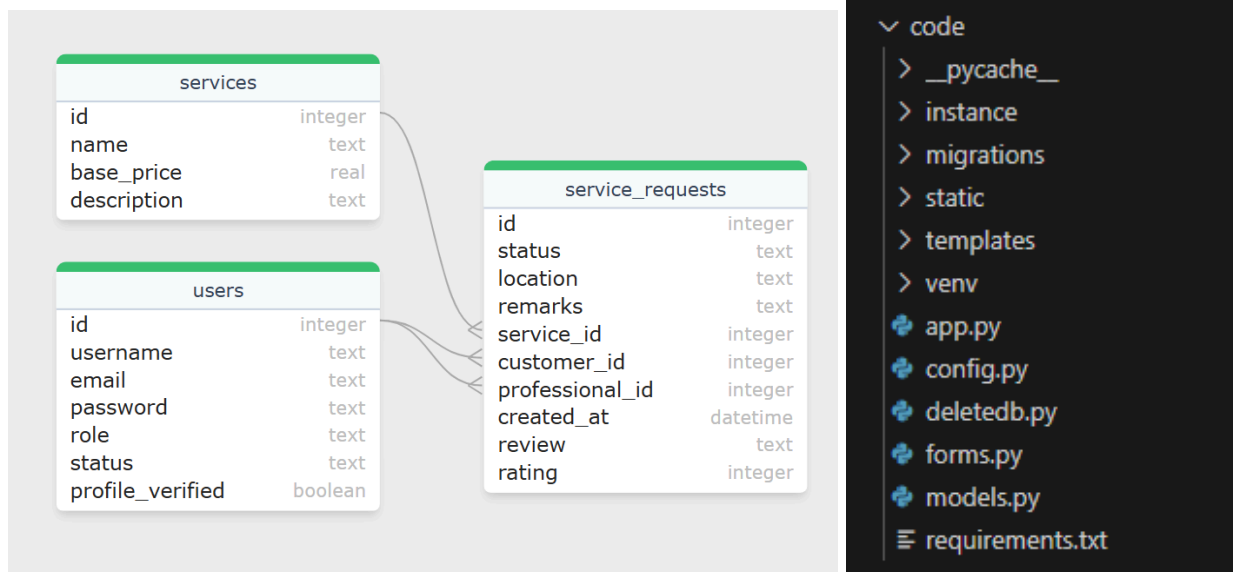 services
id integer
name text
base_price real
description text
users
id integer
username text
email text
password text
role text
status text
profile_verified boolean
service_requests
id integer
status text
location text
remarks text
service_id integer
customer_id integer
professional_id integer
created_at datetime
review text
rating integer
code
__pycache__
instance
migrations
static
templates
venv
app.py
config.py
deletedb.py
forms.py
models.py
requirements.txt